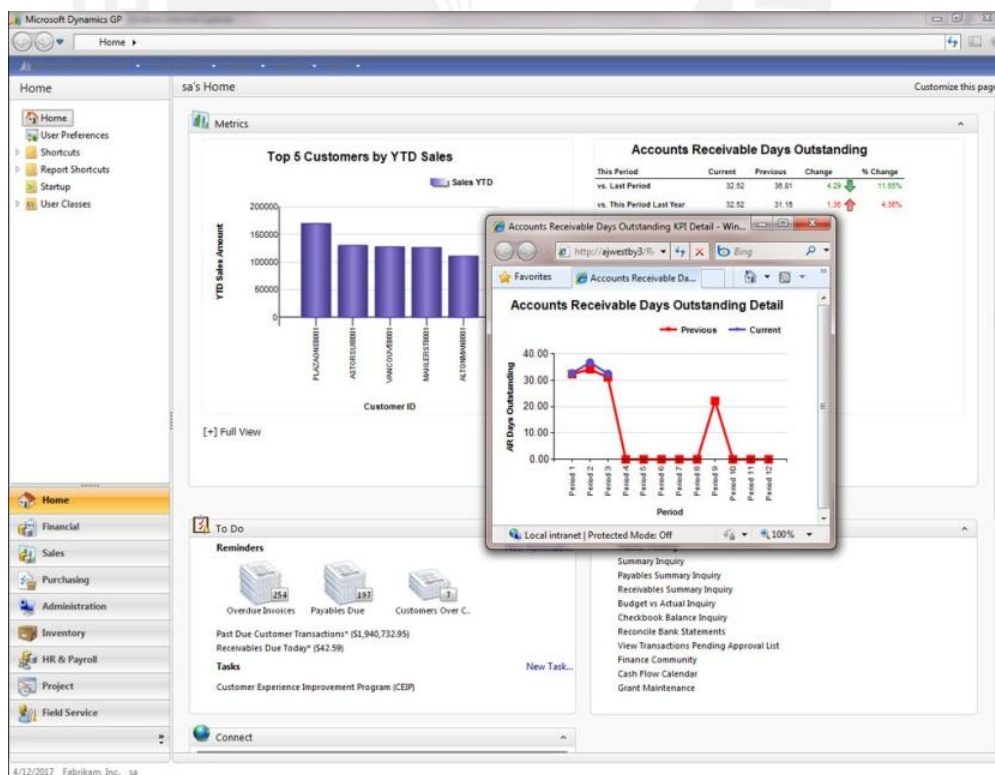 Microsoft Dynamics GP
Home
Home
sa's Home
Customize this page
Home
User Preferences
Shortcuts
Report Shortcuts
Startup
User Classes
Metrics
Top 5 Customers by YTD Sales
Sales YTD
YTD Sales Amount
200000
150000
100000
50000
0
PLAZAONE0001
ASTORSUI0001
VANCOUVE0001
MAHLERST0001
ALTONMAN0001
Customer ID
[+] Full View
Accounts Receivable Days Outstanding
This Period Current Previous Change % Change
vs. Last Period 32.52 36.81 4.29 11.65%
vs. This Period Last Year 32.52 31.16 1.36 4.36%
Accounts Receivable Days Outstanding KPI Detail - Win...
http://ajwestby3/R
Bing
Favorites
Accounts Receivable Da...
Accounts Receivable Days Outstanding Detail
Previous Current
AR Days Outstanding
40.00
30.00
20.00
10.00
0.00
Period 1
Period 2
Period 3
Period 4
Period 5
Period 6
Period 7
Period 8
Period 9
Period 10
Period 11
Period 12
Period
Local intranet | Protected Mode: Off
100%
Home
Financial
Sales
Purchasing
Administration
Inventory
HR & Payroll
Project
Field Service
To Do
Reminders
254
197
7
Overdue Invoices
Payables Due
Customers Over C..
Past Due Customer Transactions* ($1,940,732.95)
Receivables Due Today* ($42.59)
Tasks
New Task...
Customer Experience Improvement Program (CEIP)
Summary Inquiry
Payables Summary Inquiry
Receivables Summary Inquiry
Budget vs Actual Inquiry
Checkbook Balance Inquiry
Reconcile Bank Statements
View Transactions Pending Approval List
Finance Community
Cash Flow Calendar
Grant Maintenance
Connect
4/12/2017 Fabrikam, Inc. sa